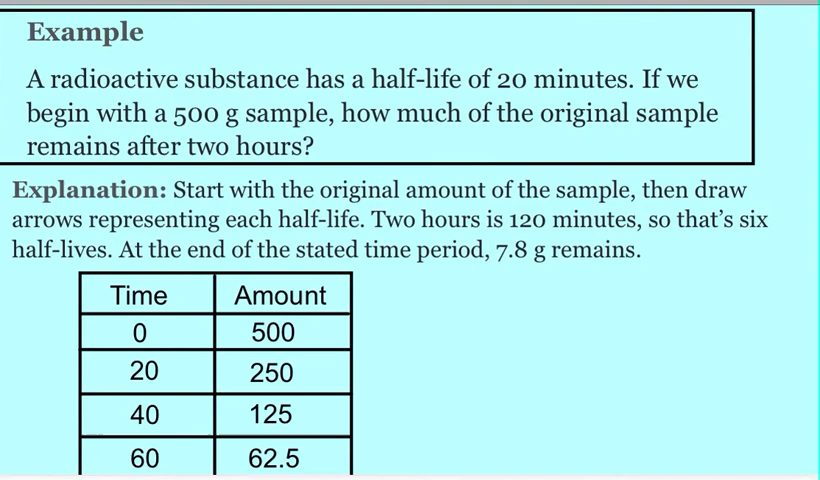 Example
A radioactive substance has a half-life of 20 minutes. If we
begin with a 500 g sample, how much of the original sample
remains after two hours?
Explanation: Start with the original amount of the sample, then draw
arrows representing each half-life. Two hours is 120 minutes, so that's six
half-lives. At the end of the stated time period, 7.8 g remains.
Time Amount
0 500
20 250
40 125
60 62.5